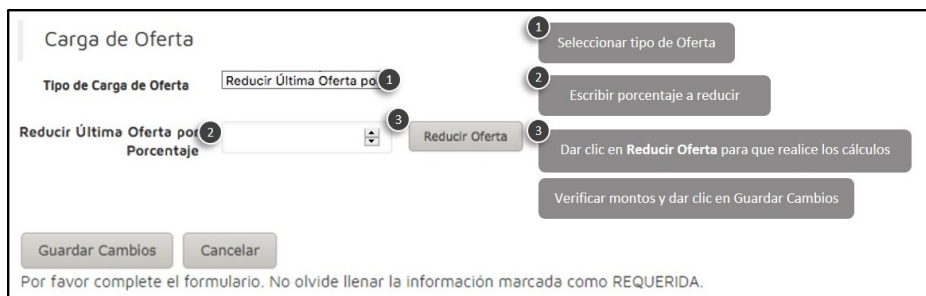 Carga de Oferta
Tipo de Carga de Oferta
Reducir Última Oferta po
1
Reducir Última Oferta por
Porcentaje
2
3
Reducir Oferta
1
Seleccionar tipo de Oferta
2
Escribir porcentaje a reducir
3
Dar clic en Reducir Oferta para que realice los cálculos
Verificar montos y dar clic en Guardar Cambios
Guardar Cambios
Cancelar
Por favor complete el formulario. No olvide llenar la información marcada como REQUERIDA.